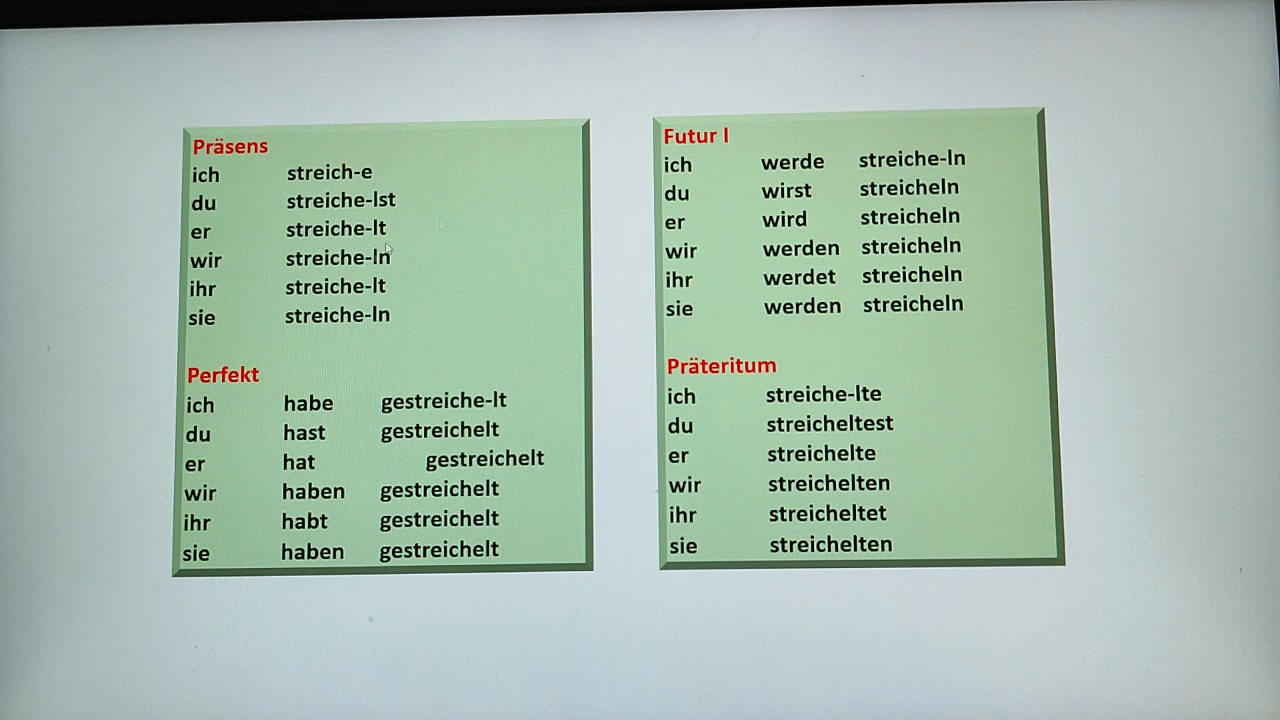 Präsens
ich streich-e
du streiche-lst
er streiche-lt
wir streiche-ln
ihr streiche-lt
sie streiche-ln
Perfekt
ich habe gestreiche-lt
du hast gestreichelt
er hat gestreichelt
wir haben gestreichelt
ihr habt gestreichelt
sie haben gestreichelt
Futur I
ich werde streiche-ln
du wirst streicheln
er wird streicheln
wir werden streicheln
ihr werdet streicheln
sie werden streicheln
Präteritum
ich streiche-lte
du streicheltest
er streichelte
wir streichelten
ihr streicheltet
sie streichelten